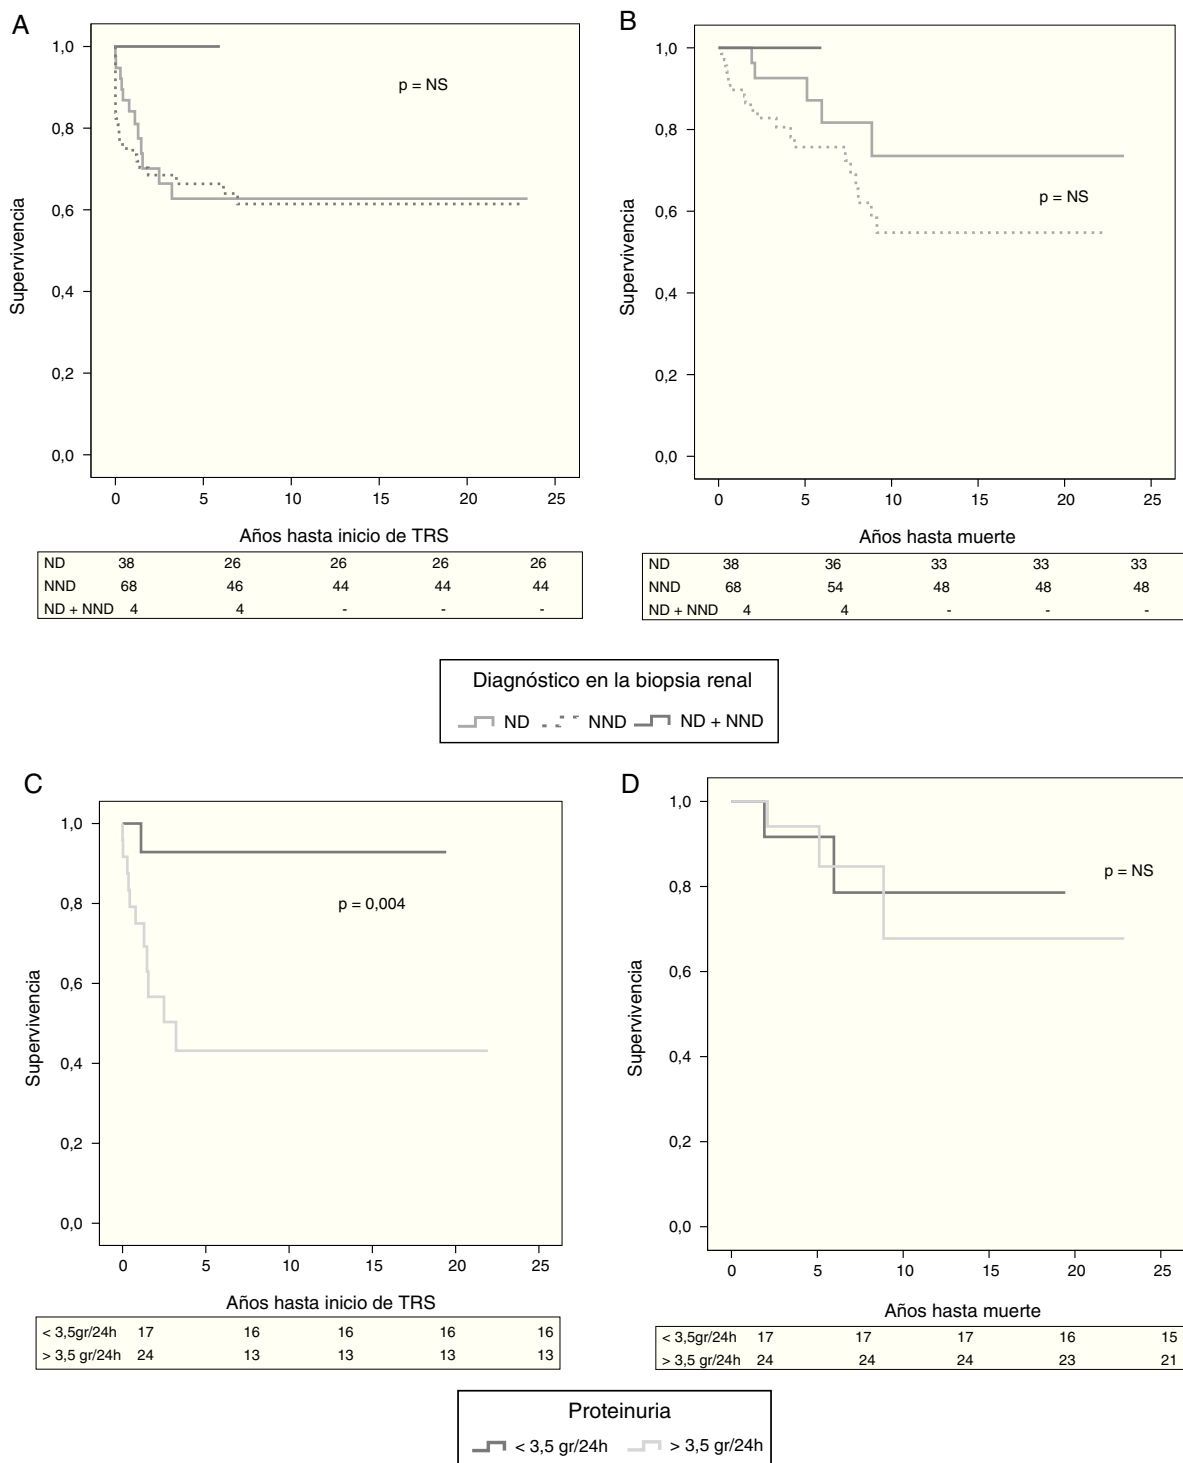 A
1,0
0,8
0,6
0,4
0,2
0,0
Supervivencia
p = NS
0 5 10 15 20 25
Años hasta inicio de TRS
ND 38 26 26 26 26
NND 68 46 44 44 44
ND + NND 4 4 - - -
B
1,0
0,8
0,6
0,4
0,2
0,0
Supervivencia
p = NS
0 5 10 15 20 25
Años hasta muerte
ND 38 36 33 33 33
NND 68 54 48 48 48
ND + NND 4 4 - - -
Diagnóstico en la biopsia renal
ND NND ND + NND
C
1,0
0,8
0,6
0,4
0,2
0,0
Supervivencia
p = 0,004
0 5 10 15 20 25
Años hasta inicio de TRS
< 3,5gr/24h 17 16 16 16 16
> 3,5 gr/24h 24 13 13 13 13
D
1,0
0,8
0,6
0,4
0,2
0,0
Supervivencia
p = NS
0 5 10 15 20 25
Años hasta muerte
< 3,5gr/24h 17 17 17 16 15
> 3,5 gr/24h 24 24 24 23 21
Proteinuria
< 3,5 gr/24h > 3,5 gr/24h